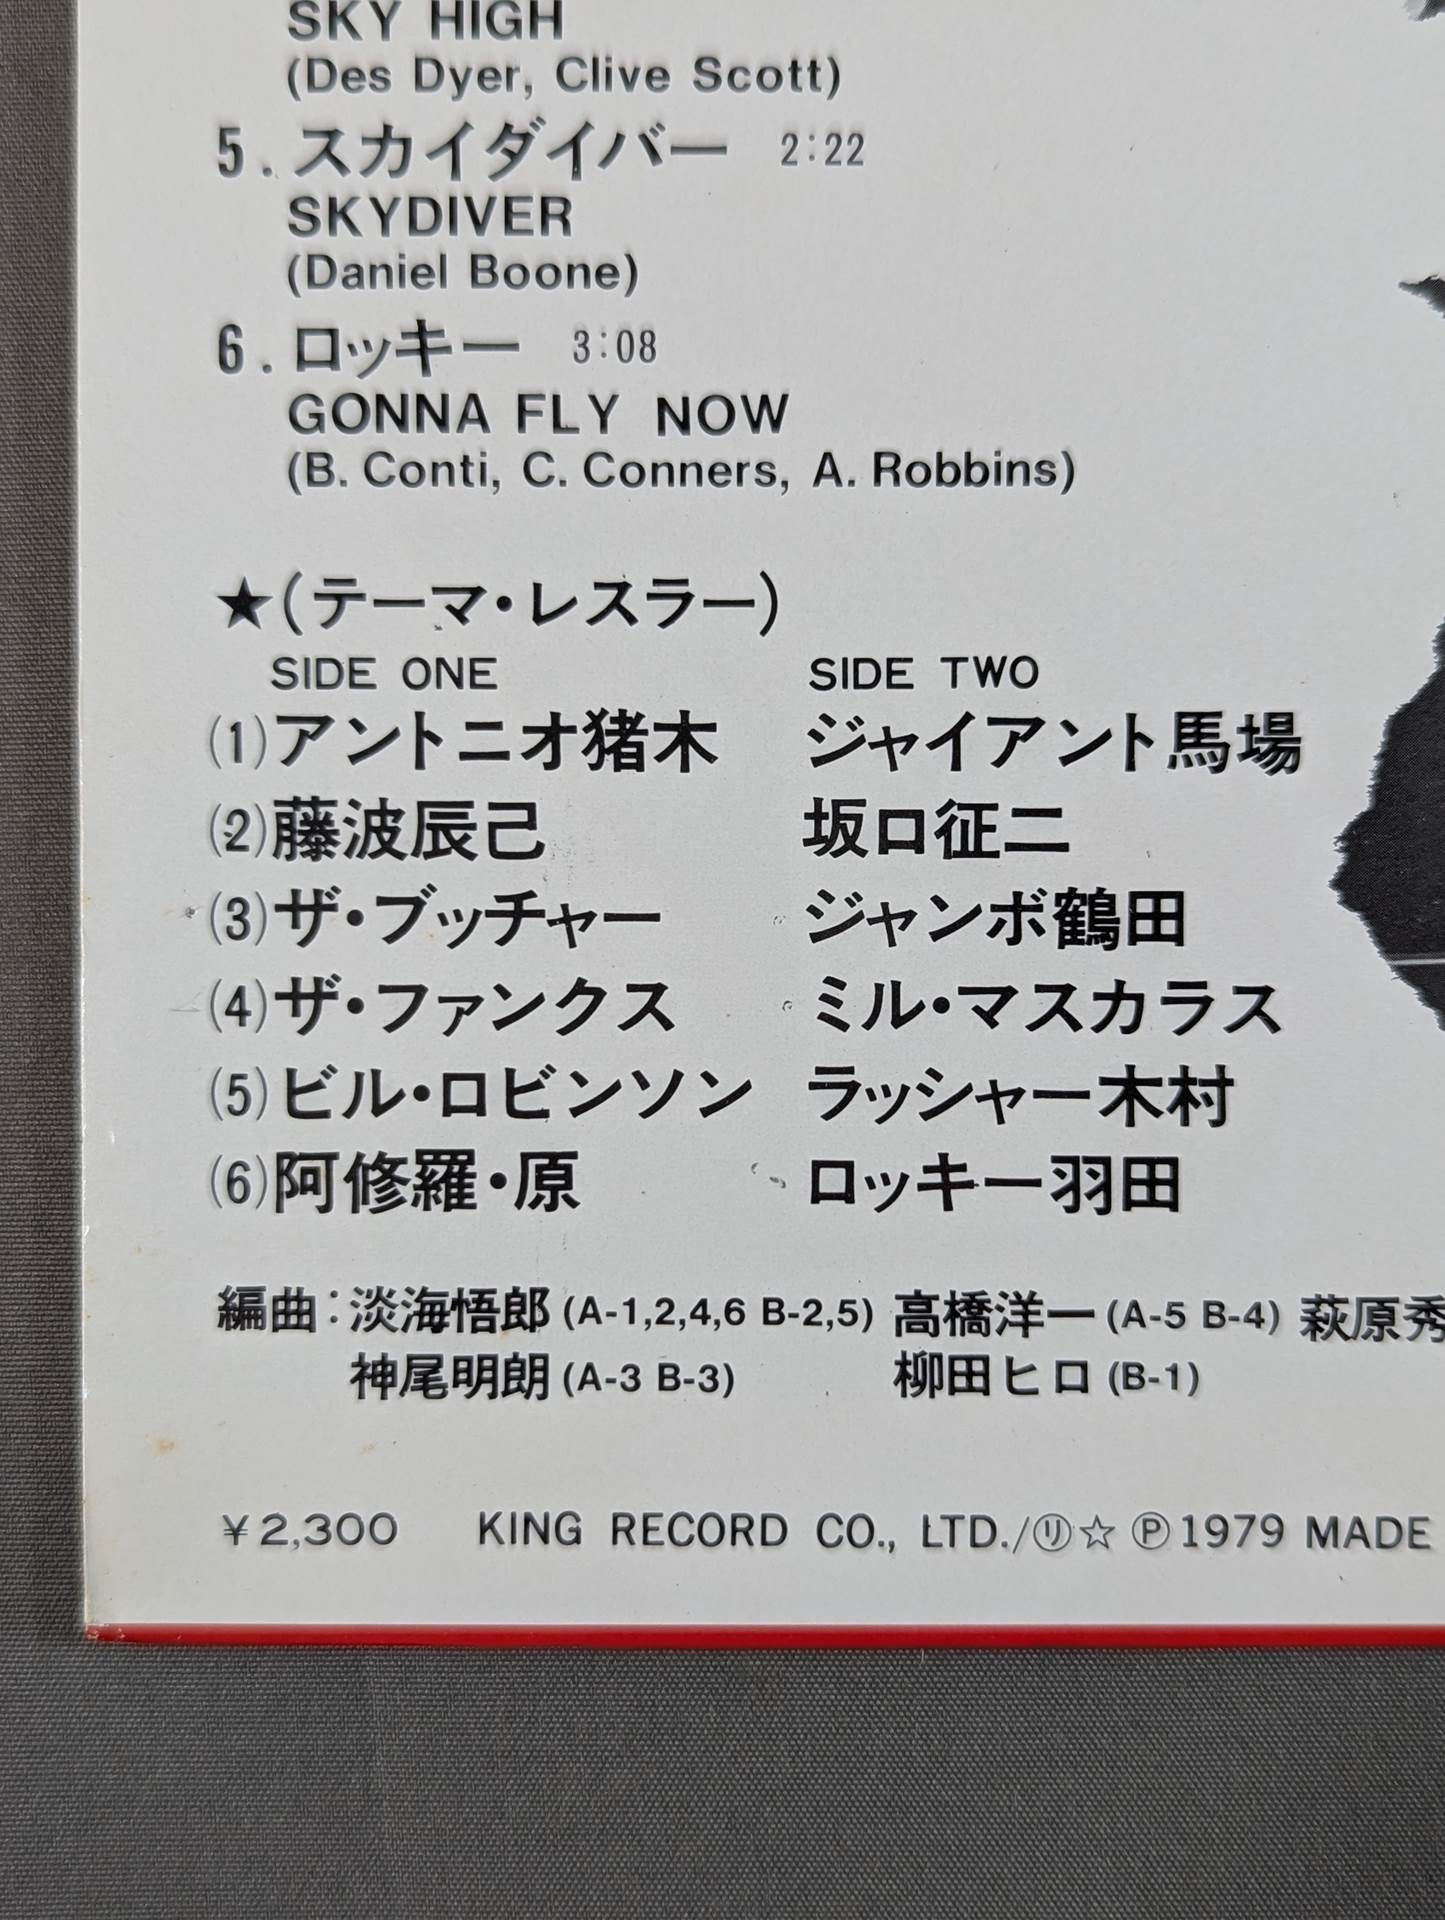 SKY HIGH
(Des Dyer, Clive Scott)
5. スカイダイバー 2:22
SKYDIVER
(Daniel Boone)
6. ロッキー 3:08
GONNA FLY NOW
(B. Conti, C. Conners, A. Robbins)
★(テーマ・レスラー)
SIDE ONE SIDE TWO
(1)アントニオ猪木 ジャイアント馬場
(2)藤波辰己 坂口征二
(3)ザ・ブッチャー ジャンボ鶴田
(4)ザ・ファンクス ミル・マスカラス
(5)ビル・ロビンソン ラッシャー木村
(6)阿修羅・原 ロッキー羽田
編曲:淡海悟郎(A-1,2,4,6 B-2,5) 高橋洋一(A-5 B-4) 萩原秀
神尾明朗(A-3 B-3) 柳田ヒロ(B-1)
¥2,300 KING RECORD CO., LTD./㋷☆Ⓟ1979 MADE